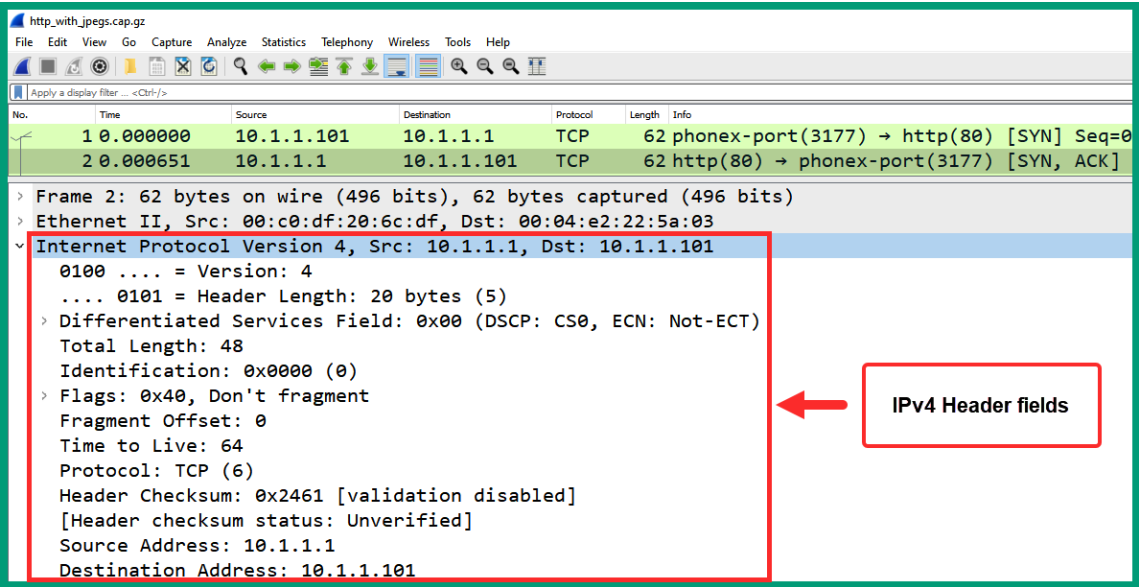 http_with_jpegs.cap.gz
File Edit View Go Capture Analyze Statistics Telephony Wireless Tools Help
Apply a display filter ... <Ctrl-/>
No. Time Source Destination Protocol Length Info
1 0.000000 10.1.1.101 10.1.1.1 TCP 62 phonex-port(3177) → http(80) [SYN] Seq=0
2 0.000651 10.1.1.1 10.1.1.101 TCP 62 http(80) → phonex-port(3177) [SYN, ACK]
Frame 2: 62 bytes on wire (496 bits), 62 bytes captured (496 bits)
Ethernet II, Src: 00:c0:df:20:6c:df, Dst: 00:04:e2:22:5a:03
Internet Protocol Version 4, Src: 10.1.1.1, Dst: 10.1.1.101
0100 .... = Version: 4
.... 0101 = Header Length: 20 bytes (5)
Differentiated Services Field: 0x00 (DSCP: CS0, ECN: Not-ECT)
Total Length: 48
Identification: 0x0000 (0)
Flags: 0x40, Don't fragment
Fragment Offset: 0
Time to Live: 64
Protocol: TCP (6)
Header Checksum: 0x2461 [validation disabled]
[Header checksum status: Unverified]
Source Address: 10.1.1.1
Destination Address: 10.1.1.101
IPv4 Header fields